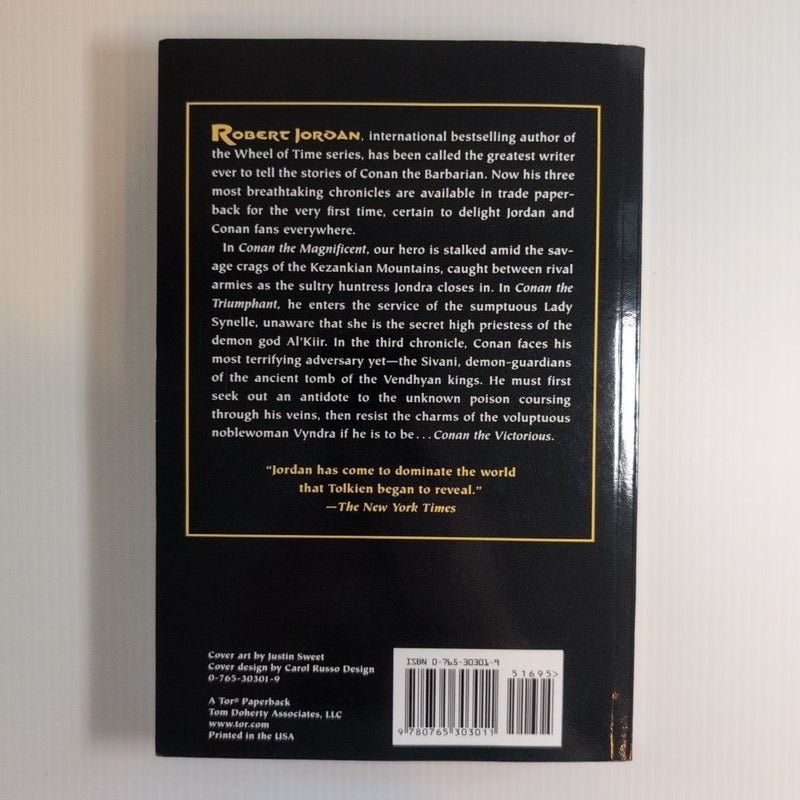 ROBERT JORDAN, international bestselling author of
the Wheel of Time series, has been called the greatest writer
ever to tell the stories of Conan the Barbarian. Now his three
most breathtaking chronicles are available in trade paper-
back for the very first time, certain to delight Jordan and
Conan fans everywhere.
In Conan the Magnificent, our hero is stalked amid the sav-
age crags of the Kezankian Mountains, caught between rival
armies as the sultry huntress Jondra closes in. In Conan the
Triumphant, he enters the service of the sumptuous Lady
Synelle, unaware that she is the secret high priestess of the
demon god Al'Kiir. In the third chronicle, Conan faces his
most terrifying adversary yet—the Sivani, demon-guardians
of the ancient tomb of the Vendhyan kings. He must first
seek out an antidote to the unknown poison coursing
through his veins, then resist the charms of the voluptuous
noblewoman Vyndra if he is to be...Conan the Victorious.
"Jordan has come to dominate the world
that Tolkien began to reveal."
—The New York Times
Cover art by Justin Sweet
Cover design by Carol Russo Design
0-765-30301-9
A Tor® Paperback
Tom Doherty Associates, LLC
www.tor.com
Printed in the USA
ISBN 0-765-30301-9
51695>
9 780765 303011